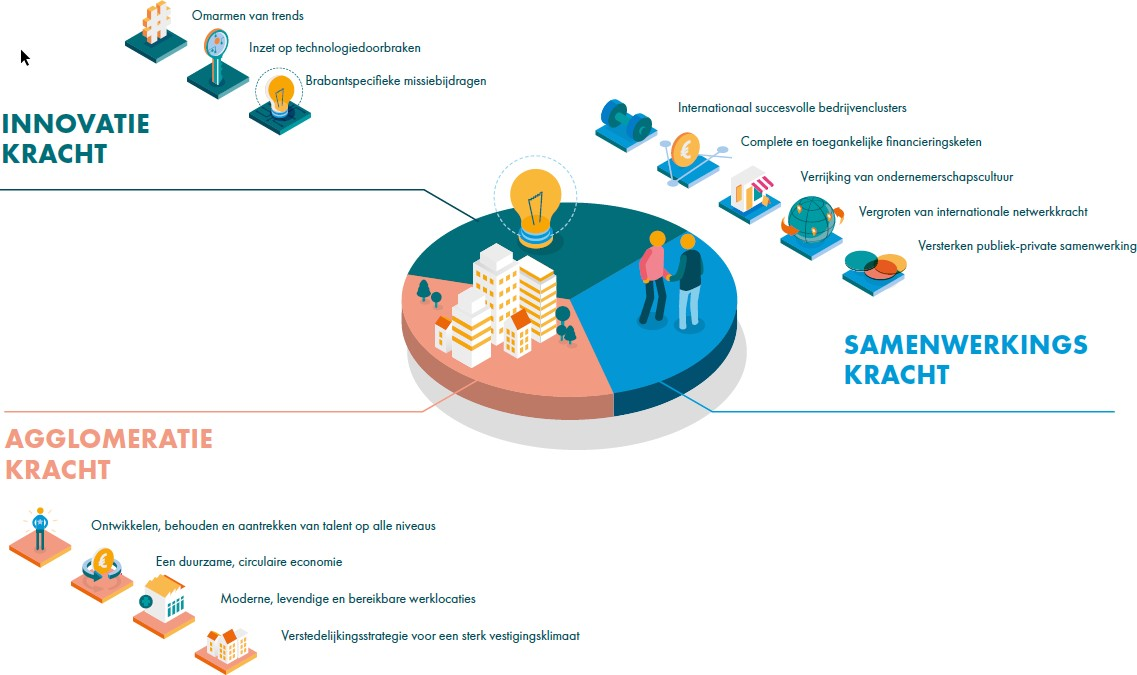 Omarmen van trends
Inzet op technologiedoorbraken
Brabantspecifieke missiebijdragen
INNOVATIE
KRACHT
Internationaal succesvolle bedrijvenclusters
Complete en toegankelijke financieringsketen
Verrijking van ondernemerschapscultuur
Vergroten van internationale netwerkkracht
Versterken publiek-private samenwerking
SAMENWERKINGS
KRACHT
AGGLOMERATIE
KRACHT
Ontwikkelen, behouden en aantrekken van talent op alle niveaus
Een duurzame, circulaire economie
Moderne, levendige en bereikbare werklocaties
Verstedelijkingsstrategie voor een sterk vestigingsklimaat